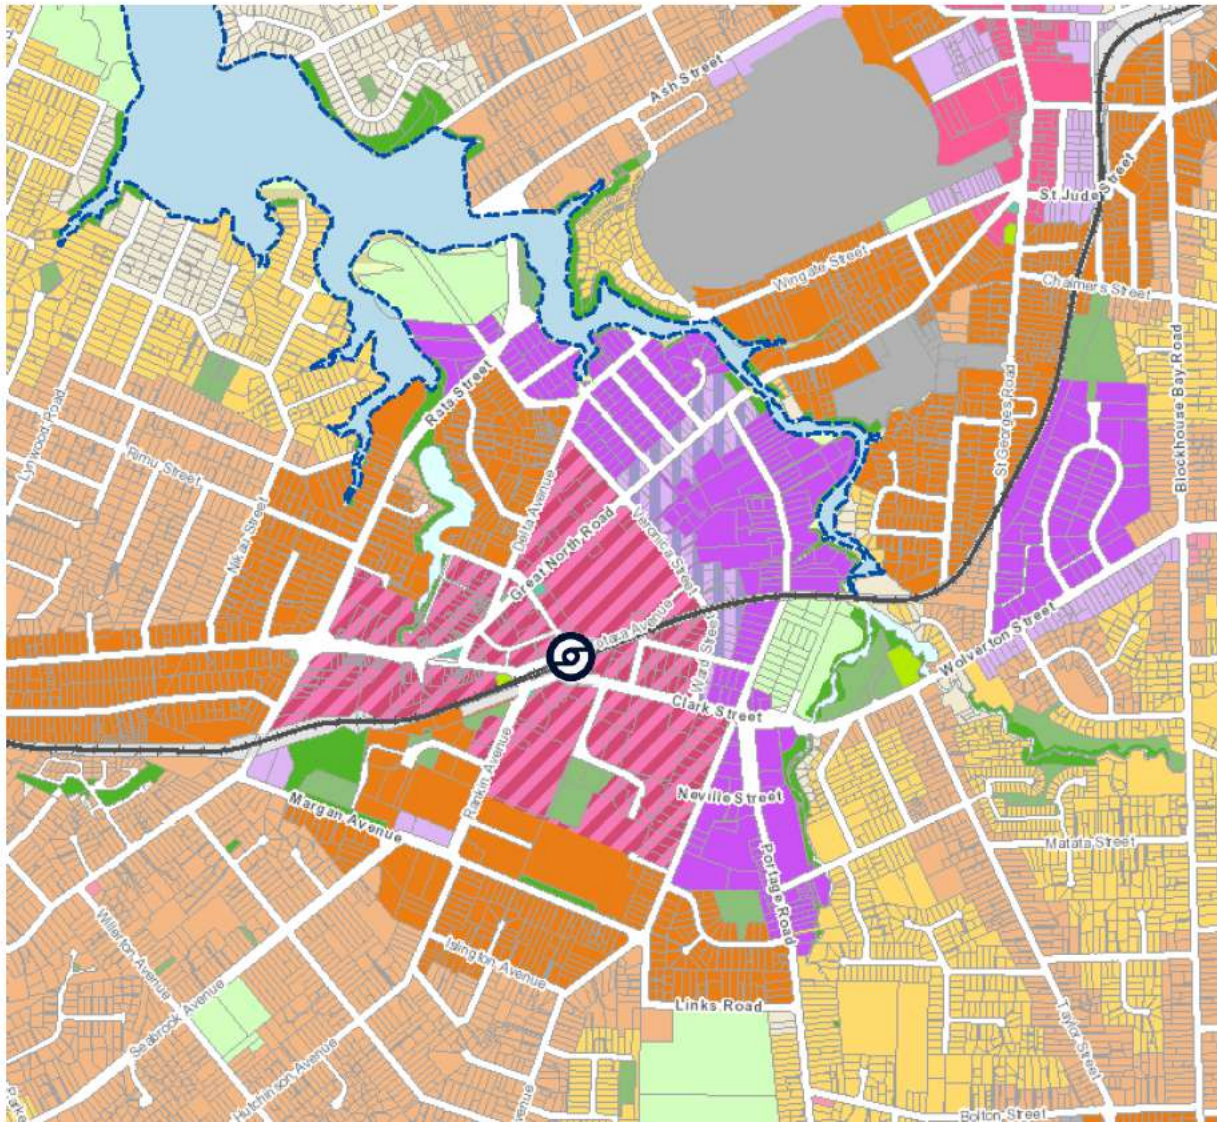 Ash Street
St Jude Street
Wingate Street
Chalmers Street
Blockhouse Bay Road
Rata Street
Lynwood Road
Rimu Street
St Georges Road
Delta Avenue
Nikau Street
Great North Road
Veronica Street
Avenue
Ward Street
Wolverton Street
Clark Street
Rankin Avenue
Neville Street
Margan Avenue
Matata Street
Portage Road
Willerton Avenue
Islington Avenue
Links Road
Seabrook Avenue
Taylor Street
Hutchinson Avenue
Avenue
Bolton Street